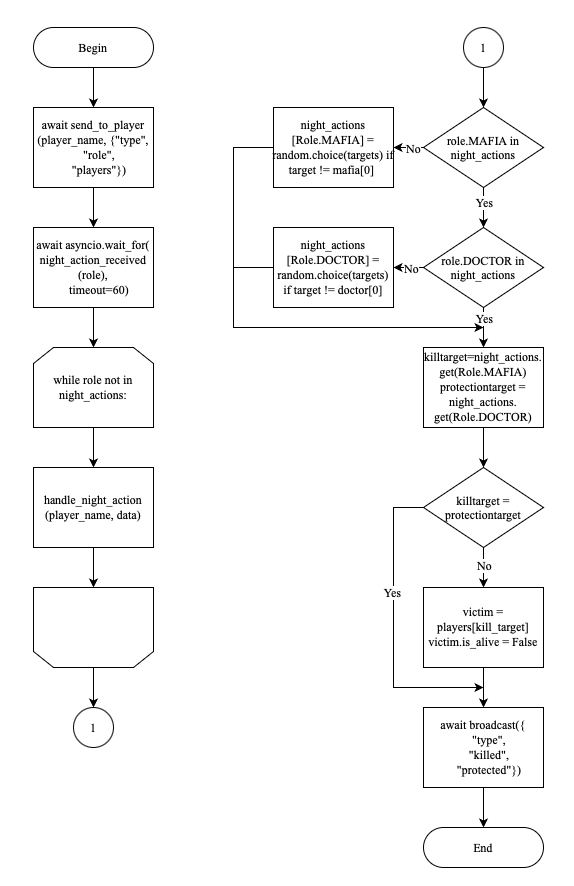 Begin
await send_to_player
(player_name, {"type",
"role",
"players"})
await asyncio.wait_for(
night_action_received
(role),
timeout=60)
while role not in
night_actions:
handle_night_action
(player_name, data)
1
1
role.MAFIA in
night_actions
No
night_actions
[Role.MAFIA] =
random.choice(targets) if
target != mafia[0]
Yes
role.DOCTOR in
night_actions
No
night_actions
[Role.DOCTOR] =
random.choice(targets)
if target != doctor[0]
Yes
killtarget=night_actions.
get(Role.MAFIA)
protectiontarget =
night_actions.
get(Role.DOCTOR)
killtarget =
protectiontarget
No
Yes
victim =
players[kill_target]
victim.is_alive = False
await broadcast({
"type",
"killed",
"protected"})
End